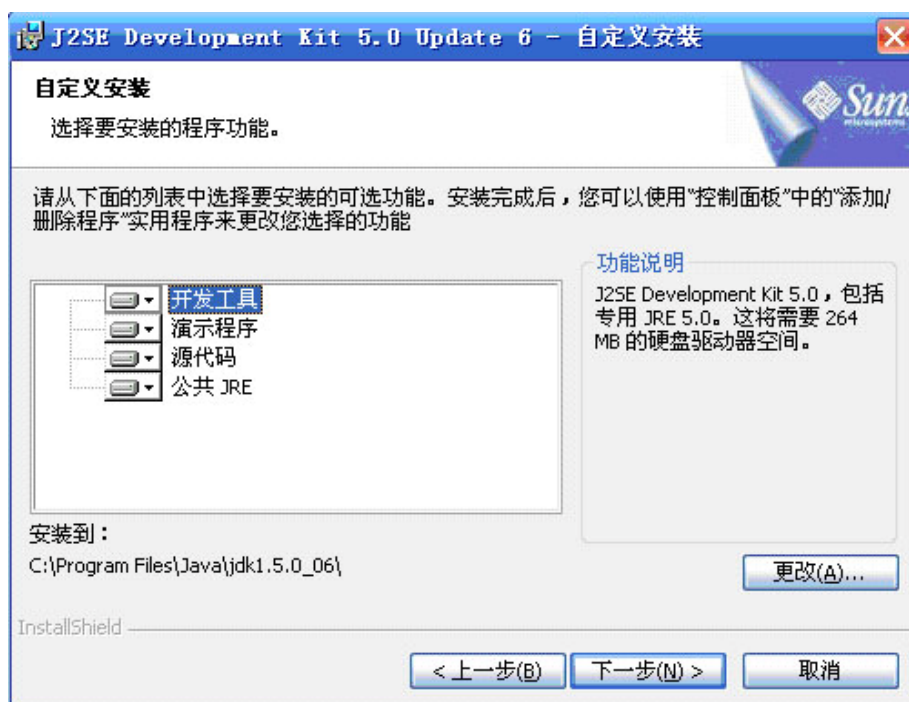 J2SE Development Kit 5.0 Update 6 - 自定义安装
自定义安装
选择要安装的程序功能。
Sun
microsystems
请从下面的列表中选择要安装的可选功能。安装完成后，您可以使用"控制面板"中的"添加/
删除程序"实用程序来更改您选择的功能
功能说明
开发工具
演示程序
源代码
公共 JRE
J2SE Development Kit 5.0，包括
专用 JRE 5.0。这将需要 264
MB 的硬盘驱动器空间。
安装到：
C:\Program Files\Java\jdk1.5.0_06\
更改(A)...
InstallShield
< 上一步(B)
下一步(N) >
取消